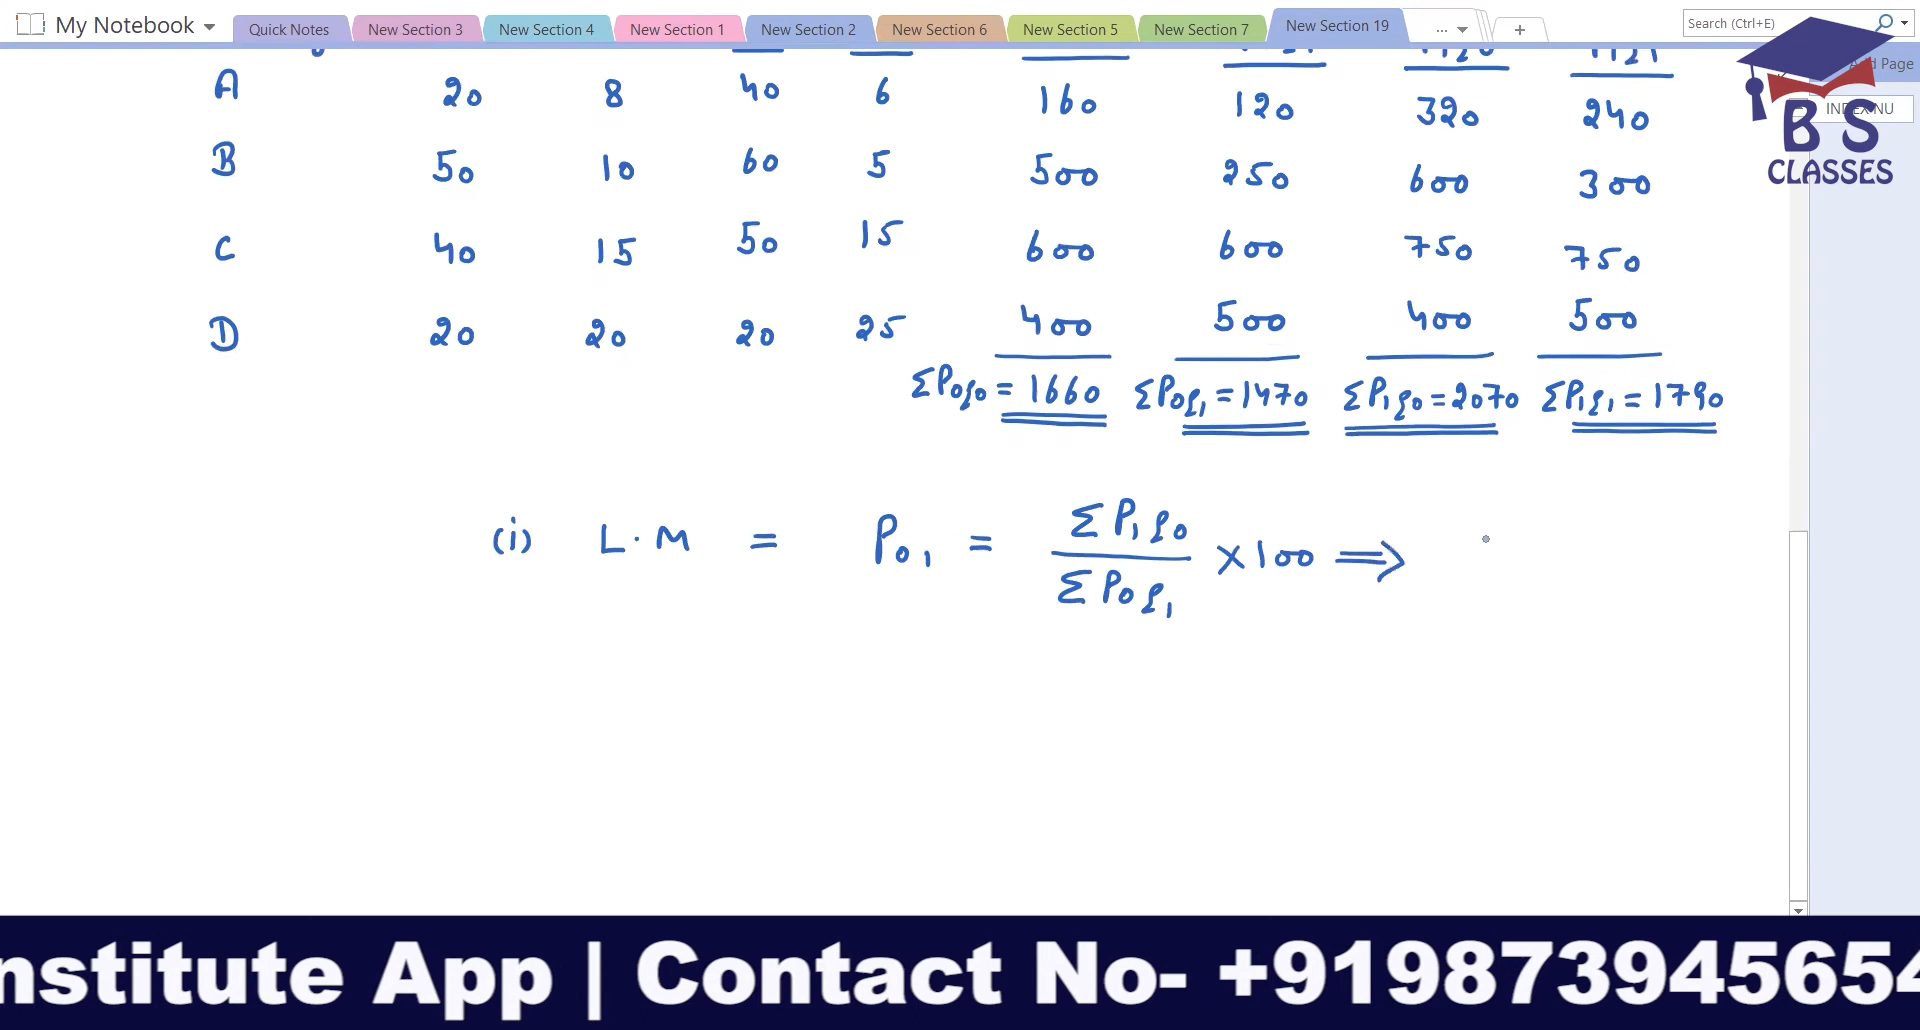 My Notebook Quick Notes New Section 3 New Section 4 New Section 1 New Section 2 New Section 6 New Section 5 New Section 7 New Section 19 ... + Search (Ctrl+E)
Page
INDEX NU
B S
CLASSES
A 20 8 40 6 160 120 320 240
B 50 10 60 5 500 250 600 300
C 40 15 50 15 600 600 750 750
D 20 20 20 25 400 500 400 500
ΣP₀q₀ = 1660 ΣP₀q₁ = 1470 ΣP₁q₀ = 2070 ΣP₁q₁ = 1790
(i) L.M = P₀₁ = ΣP₁q₀ / ΣP₀q₁ × 100 ⇒
nstitute App | Contact No- +919873945654